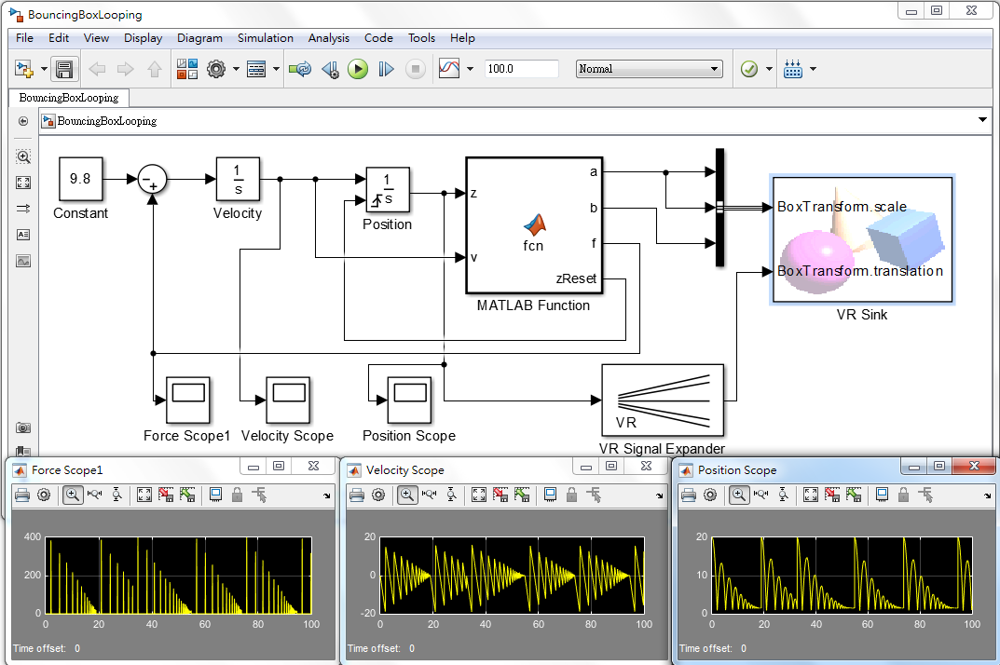 BouncingBoxLooping
File Edit View Display Diagram Simulation Analysis Code Tools Help
100.0 Normal
BouncingBoxLooping
BouncingBoxLooping
9.8
Constant
− +
1
s
Velocity
1
s
Position
z
v
a
b
f
zReset
fcn
MATLAB Function
BoxTransform.scale
BoxTransform.translation
VR Sink
Force Scope1
Velocity Scope
Position Scope
VR
VR Signal Expander
Force Scope1
400
200
0
0 20 40 60 80 100
Time offset: 0
Velocity Scope
20
0
-20
0 20 40 60 80 100
Time offset: 0
Position Scope
20
10
0
0 20 40 60 80 100
Time offset: 0